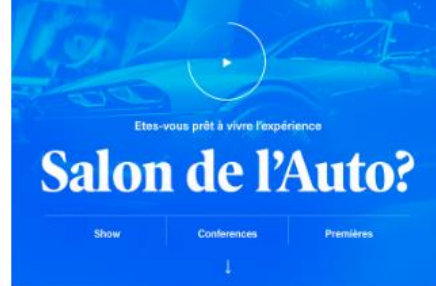 Etes-vous prêt à vivre l'expérience
Salon de l'Auto?
Show
Conferences
Premières